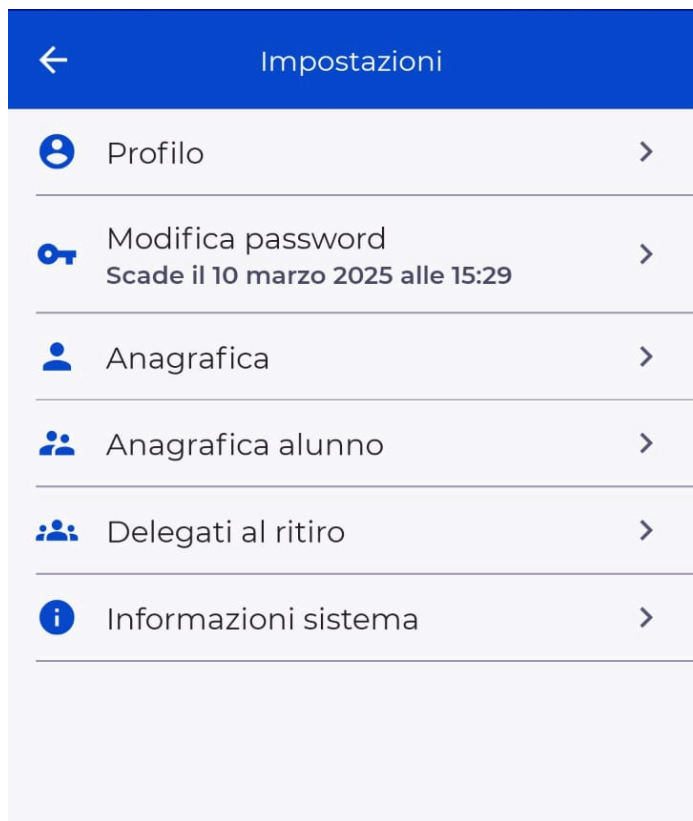 Impostazioni
Profilo
Modifica password
Scade il 10 marzo 2025 alle 15:29
Anagrafica
Anagrafica alunno
Delegati al ritiro
Informazioni sistema